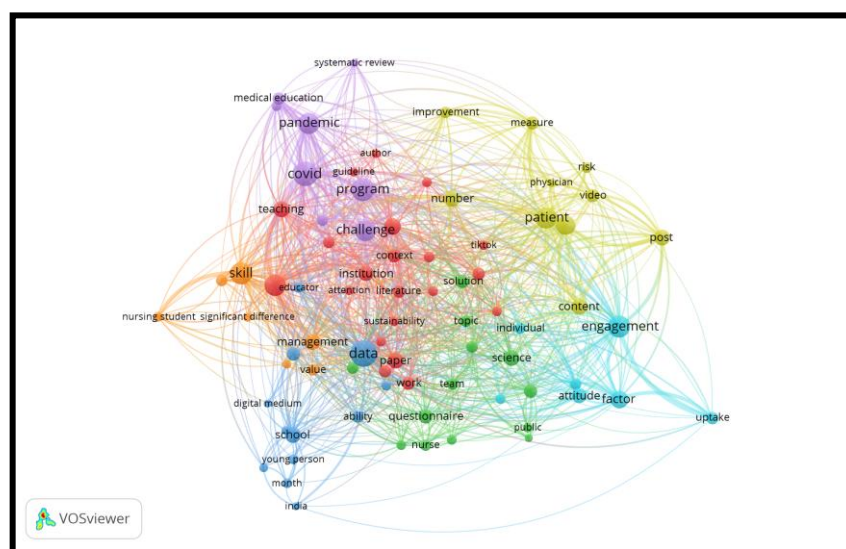 systematic review
medical education
pandemic
improvement
measure
author
covid
guideline
program
risk
physician
video
number
teaching
patient
challenge
post
tiktok
context
skill
institution
solution
educator
attention
literature
content
nursing student
significant difference
sustainability
topic
individual
engagement
management
data
paper
science
value
work
team
attitude
factor
digital medium
ability
questionnaire
uptake
school
public
nurse
young person
month
india
VOSviewer